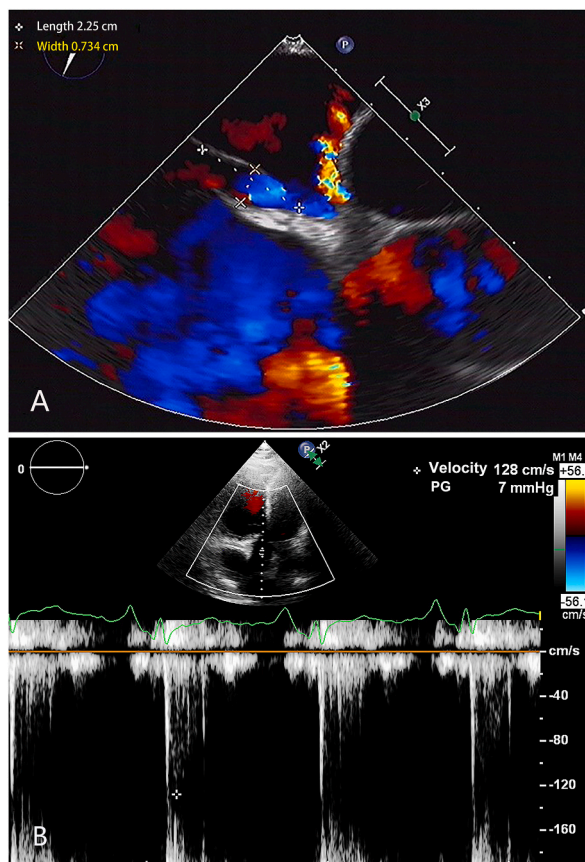 Length 2.25 cm
Width 0.734 cm
P
X3
A
0
P
X2
Velocity 128 cm/s
PG 7 mmHg
M1 M4
+56.
-56.
cm/s
cm/s
-40
-80
-120
-160
B